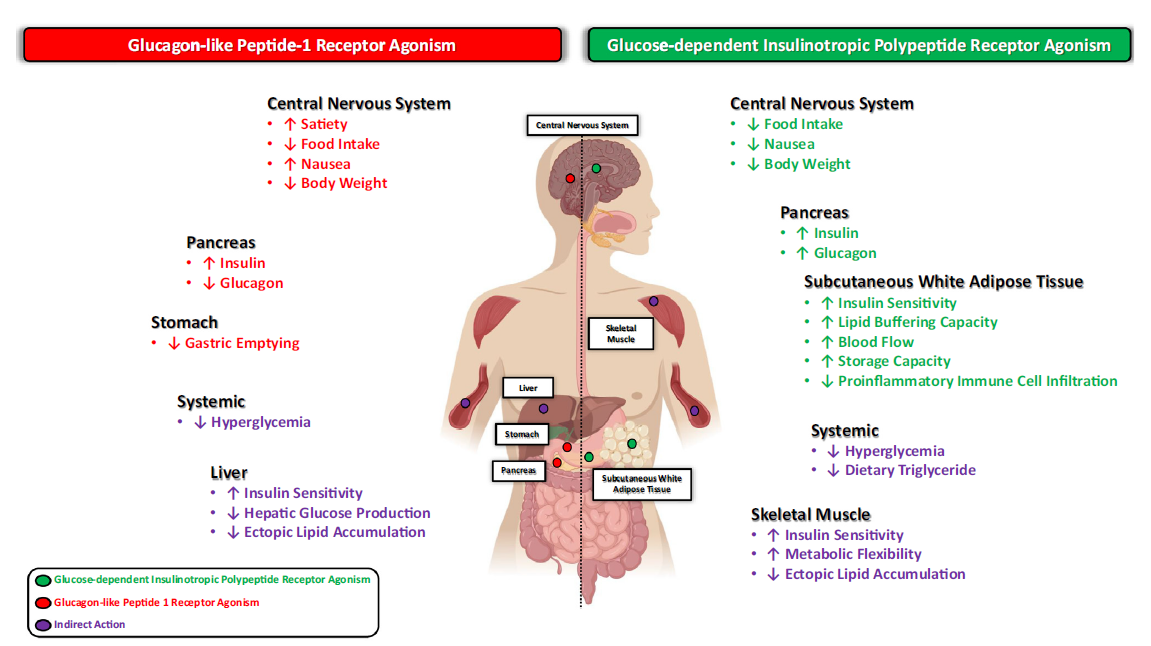 Glucagon-like Peptide-1 Receptor Agonism
Glucose-dependent Insulinotropic Polypeptide Receptor Agonism
Central Nervous System
• ↑ Satiety
• ↓ Food Intake
• ↑ Nausea
• ↓ Body Weight
Pancreas
• ↑ Insulin
• ↓ Glucagon
Stomach
• ↓ Gastric Emptying
Systemic
• ↓ Hyperglycemia
Liver
• ↑ Insulin Sensitivity
• ↓ Hepatic Glucose Production
• ↓ Ectopic Lipid Accumulation
Central Nervous System
Skeletal
Muscle
Liver
Stomach
Pancreas
Subcutaneous White
Adipose Tissue
Central Nervous System
• ↓ Food Intake
• ↓ Nausea
• ↓ Body Weight
Pancreas
• ↑ Insulin
• ↑ Glucagon
Subcutaneous White Adipose Tissue
• ↑ Insulin Sensitivity
• ↑ Lipid Buffering Capacity
• ↑ Blood Flow
• ↑ Storage Capacity
• ↓ Proinflammatory Immune Cell Infiltration
Systemic
• ↓ Hyperglycemia
• ↓ Dietary Triglyceride
Skeletal Muscle
• ↑ Insulin Sensitivity
• ↑ Metabolic Flexibility
• ↓ Ectopic Lipid Accumulation
Glucose-dependent Insulinotropic Polypeptide Receptor Agonism
Glucagon-like Peptide 1 Receptor Agonism
Indirect Action